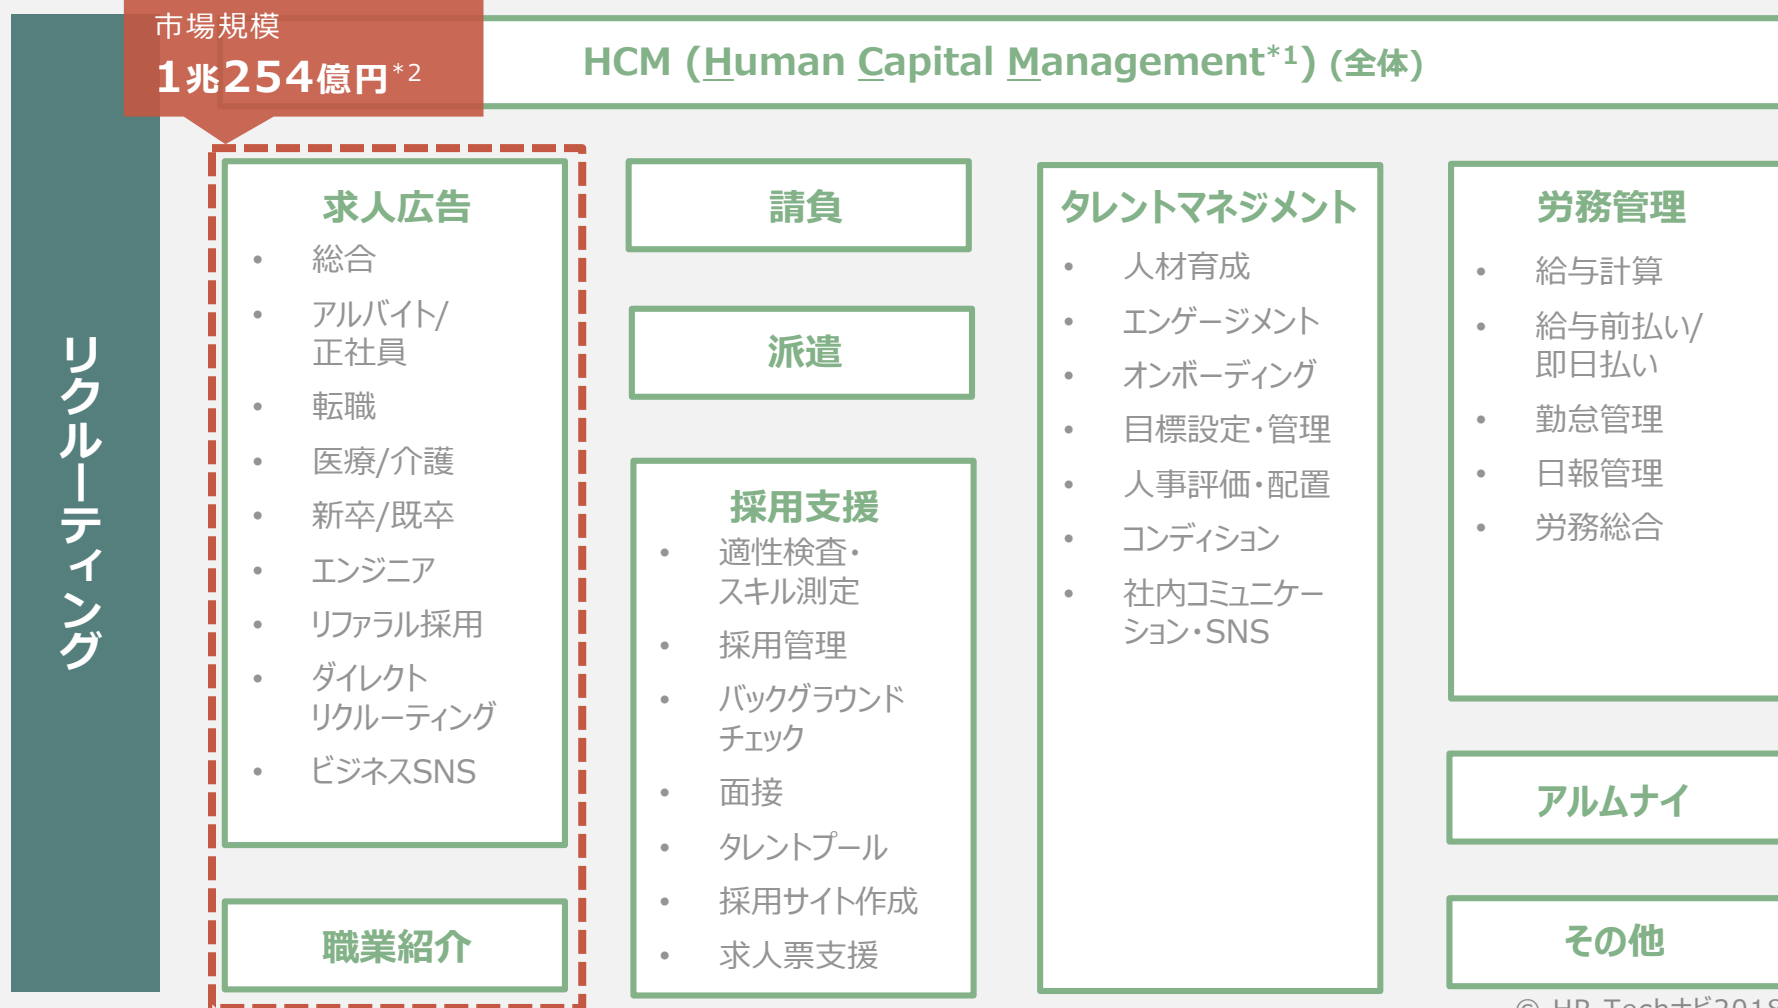 市場規模
1兆254億円*2
HCM (Human Capital Management*1) (全体)
リクルーティング
求人広告
• 総合
• アルバイト/
正社員
• 転職
• 医療/介護
• 新卒/既卒
• エンジニア
• リファラル採用
• ダイレクト
リクルーティング
• ビジネスSNS
職業紹介
請負
派遣
採用支援
• 適性検査・
スキル測定
• 採用管理
• バックグラウンド
チェック
• 面接
• タレントプール
• 採用サイト作成
• 求人票支援
タレントマネジメント
• 人材育成
• エンゲージメント
• オンボーディング
• 目標設定・管理
• 人事評価・配置
• コンディション
• 社内コミュニケー
ション・SNS
労務管理
• 給与計算
• 給与前払い/
即日払い
• 勤怠管理
• 日報管理
• 労務総合
アルムナイ
その他
© HR Techナビ2018